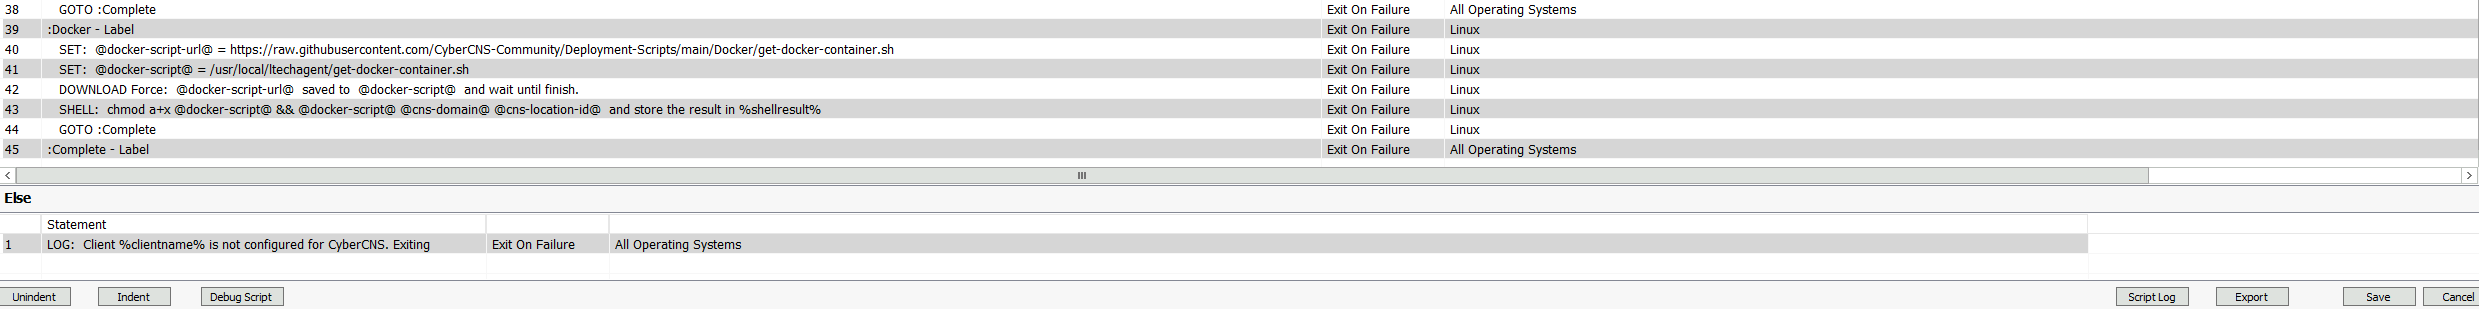 38 GOTO :Complete Exit On Failure All Operating Systems
39 :Docker - Label Exit On Failure Linux
40 SET: @docker-script-url@ = https://raw.githubusercontent.com/CyberCNS-Community/Deployment-Scripts/main/Docker/get-docker-container.sh Exit On Failure Linux
41 SET: @docker-script@ = /usr/local/ltechagent/get-docker-container.sh Exit On Failure Linux
42 DOWNLOAD Force: @docker-script-url@ saved to @docker-script@ and wait until finish. Exit On Failure Linux
43 SHELL: chmod a+x @docker-script@ && @docker-script@ @cns-domain@ @cns-location-id@ and store the result in %shellresult% Exit On Failure Linux
44 GOTO :Complete Exit On Failure Linux
45 :Complete - Label Exit On Failure All Operating Systems
Else
Statement
1 LOG: Client %clientname% is not configured for CyberCNS. Exiting Exit On Failure All Operating Systems
Unindent Indent Debug Script Script Log Export Save Cancel